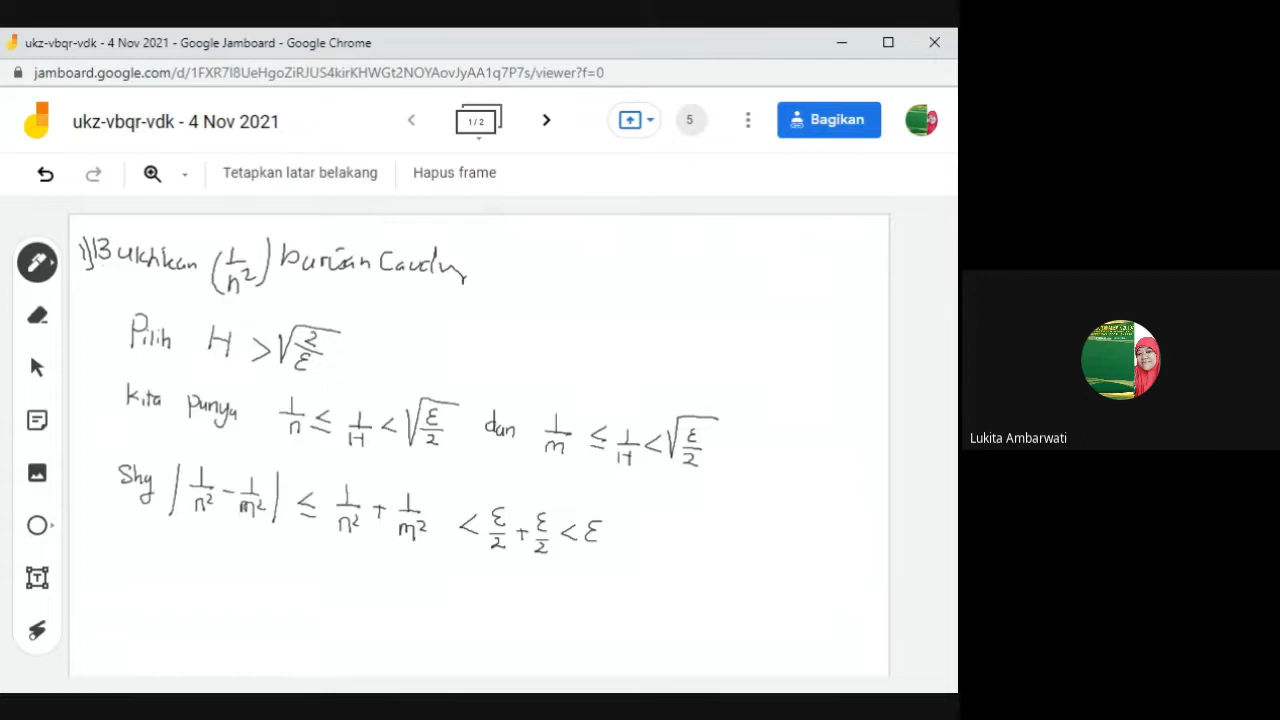 ukz-vbqr-vdk - 4 Nov 2021 - Google Jamboard - Google Chrome
jamboard.google.com/d/1FXR7I8UeHgoZiRJUS4kirKHWGt2NOYAovJyAA1q7P7s/viewer?f=0
ukz-vbqr-vdk - 4 Nov 2021
1/2
5
Bagikan
Tetapkan latar belakang
Hapus frame
1) Buktikan (1/n²) barisan Cauchy
Pilih H > √(2/ε)
kita punya 1/n ≤ 1/H < √(ε/2) dan 1/m ≤ 1/H < √(ε/2)
Shg |1/n² - 1/m²| ≤ 1/n² + 1/m² < ε/2 + ε/2 < ε
Lukita Ambarwati